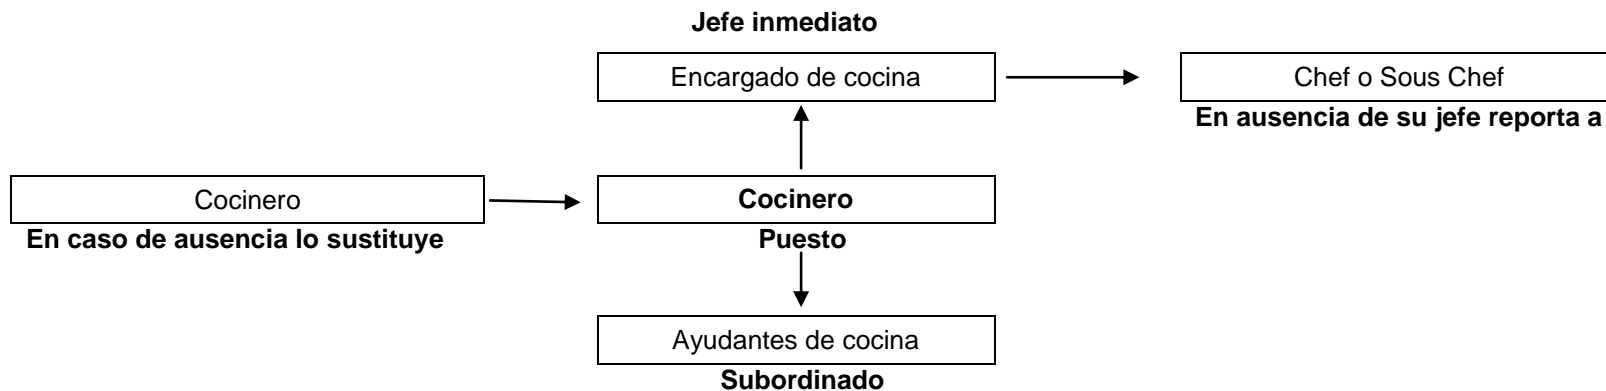 Jefe inmediato
Encargado de cocina
Chef o Sous Chef
En ausencia de su jefe reporta a
Cocinero
En caso de ausencia lo sustituye
Cocinero
Puesto
Ayudantes de cocina
Subordinado